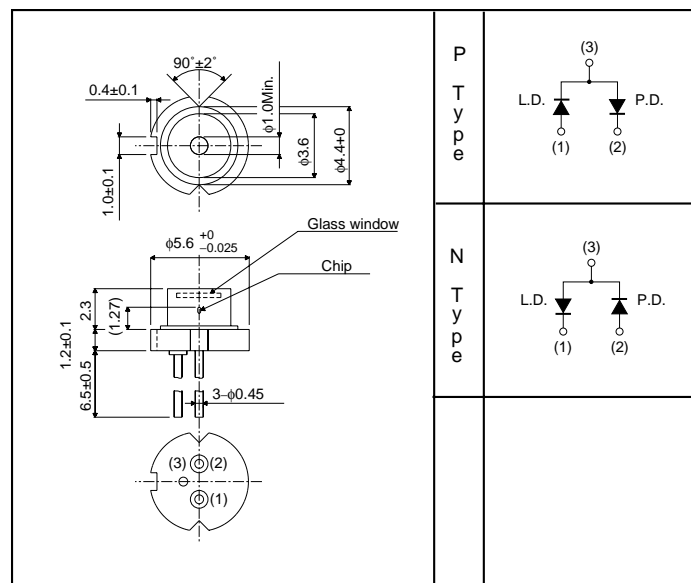 90˚±2˚
0.4±0.1
1.0±0.1
ϕ1.0Min.
ϕ3.6
ϕ4.4+0
Glass window
ϕ5.6 +0 −0.025
Chip
2.3
(1.27)
1.2±0.1
6.5±0.5
3−ϕ0.45
(3)
(2)
(1)
P Type
(3)
L.D.
P.D.
(1)
(2)
N Type
(3)
L.D.
P.D.
(1)
(2)